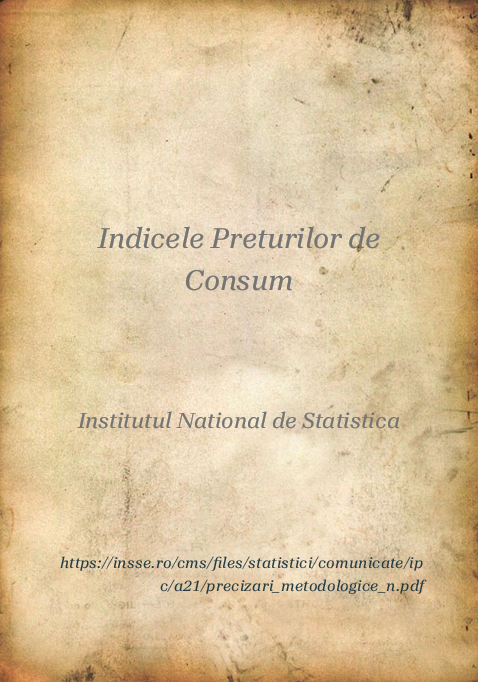 Indicele Preturilor de
Consum
Institutul National de Statistica
https://insse.ro/cms/files/statistici/comunicate/ip
c/a21/precizari_metodologice_n.pdf